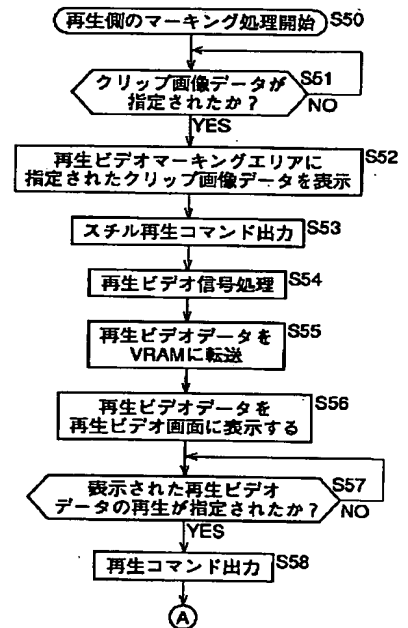 再生側のマーキング処理開始 S50
クリップ画像データが S51
指定されたか?
NO
YES
再生ビデオマーキングエリアに S52
指定されたクリップ画像データを表示
スチル再生コマンド出力 S53
再生ビデオ信号処理 S54
再生ビデオデータを S55
VRAMに転送
再生ビデオデータを S56
再生ビデオ画面に表示する
表示された再生ビデオ S57
データの再生が指定されたか?
NO
YES
再生コマンド出力 S58
A